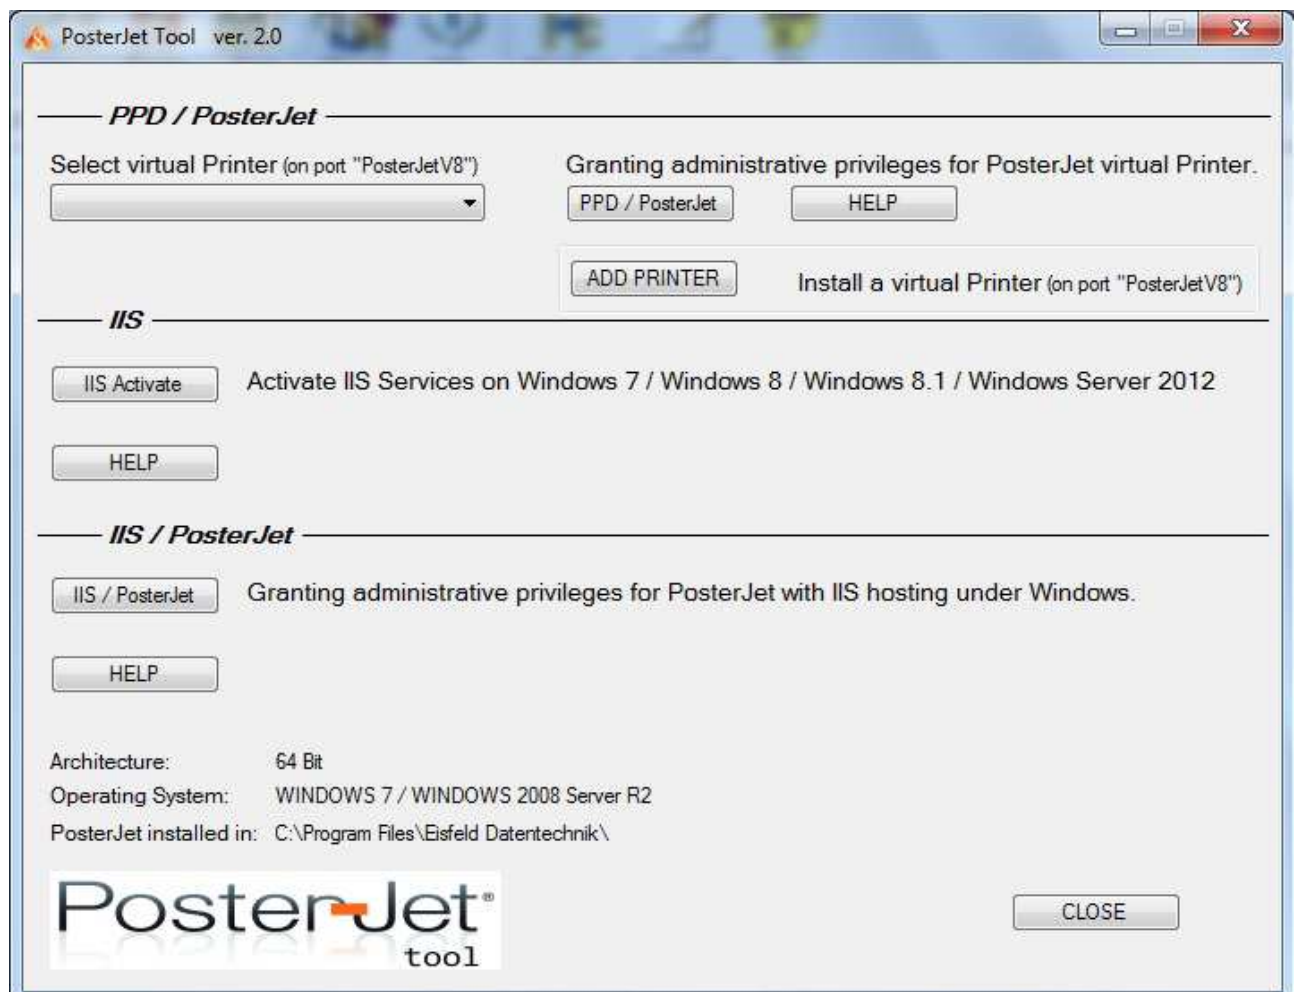 PosterJet Tool ver. 2.0
PPD / PosterJet
Select virtual Printer (on port "PosterJetV8")
Granting administrative privileges for PosterJet virtual Printer.
PPD / PosterJet
HELP
ADD PRINTER
Install a virtual Printer (on port "PosterJetV8")
IIS
IIS Activate
Activate IIS Services on Windows 7 / Windows 8 / Windows 8.1 / Windows Server 2012
HELP
IIS / PosterJet
IIS / PosterJet
Granting administrative privileges for PosterJet with IIS hosting under Windows.
HELP
Architecture: 64 Bit
Operating System: WINDOWS 7 / WINDOWS 2008 Server R2
PosterJet installed in: C:\Program Files\Eisfeld Datentechnik\
Poster-Jet®
tool
CLOSE